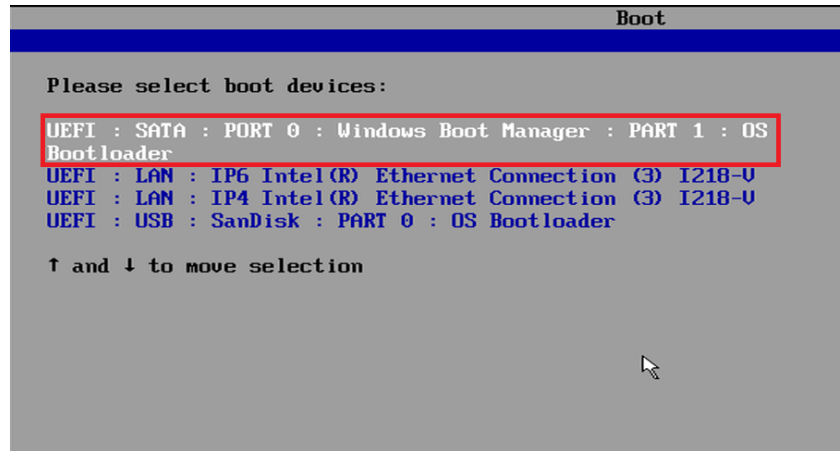 Boot
Please select boot devices:
UEFI : SATA : PORT 0 : Windows Boot Manager : PART 1 : OS
Bootloader
UEFI : LAN : IP6 Intel(R) Ethernet Connection (3) I218-V
UEFI : LAN : IP4 Intel(R) Ethernet Connection (3) I218-V
UEFI : USB : SanDisk : PART 0 : OS Bootloader
↑ and ↓ to move selection